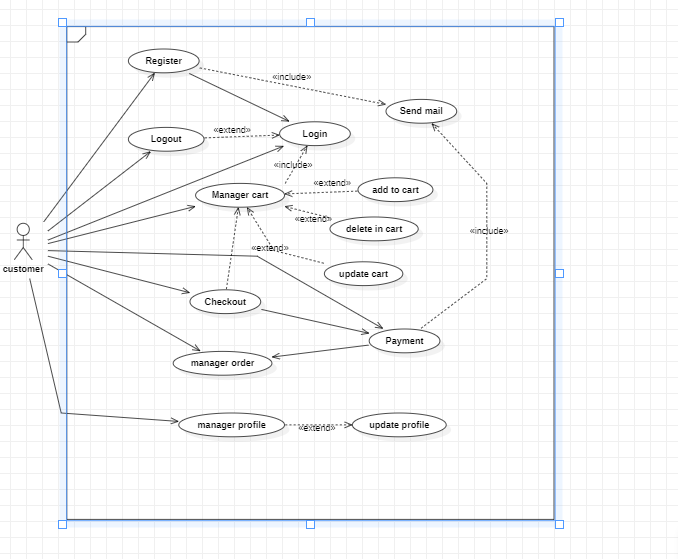 Register
«include»
Send mail
«extend»
Login
Logout
«include»
«extend»
add to cart
Manager cart
«extend»
delete in cart
«include»
«extend»
customer
update cart
Checkout
Payment
manager order
manager profile
«extend»
update profile